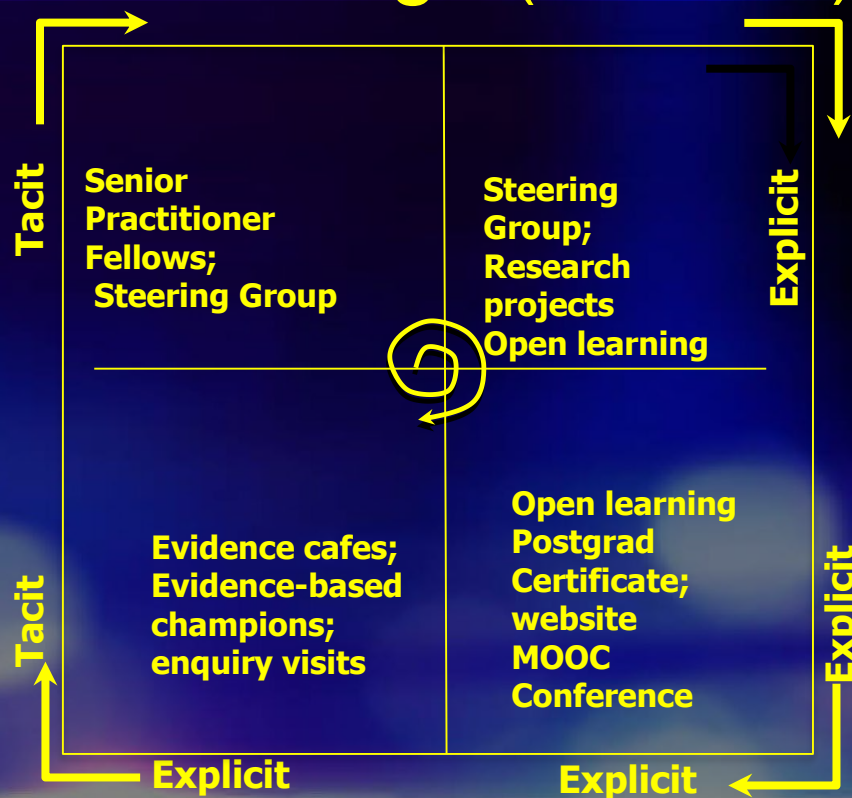 Tacit
Senior
Practitioner
Fellows;
Steering Group
Steering
Group;
Research
projects
Open learning
Explicit
Tacit
Evidence cafes;
Evidence-based
champions;
enquiry visits
Open learning
Postgrad
Certificate;
website
MOOC
Conference
Explicit
Explicit
Explicit